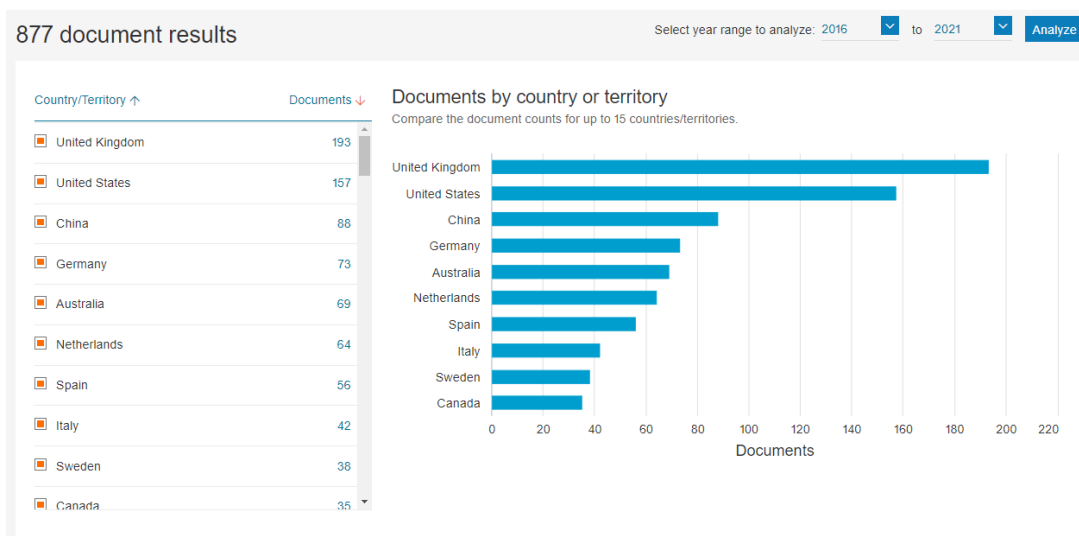 877 document results
Select year range to analyze: 2016 to 2021 Analyze
Country/Territory Documents
United Kingdom 193
United States 157
China 88
Germany 73
Australia 69
Netherlands 64
Spain 56
Italy 42
Sweden 38
Canada 35
Documents by country or territory
Compare the document counts for up to 15 countries/territories.
United Kingdom
United States
China
Germany
Australia
Netherlands
Spain
Italy
Sweden
Canada
0 20 40 60 80 100 120 140 160 180 200 220
Documents